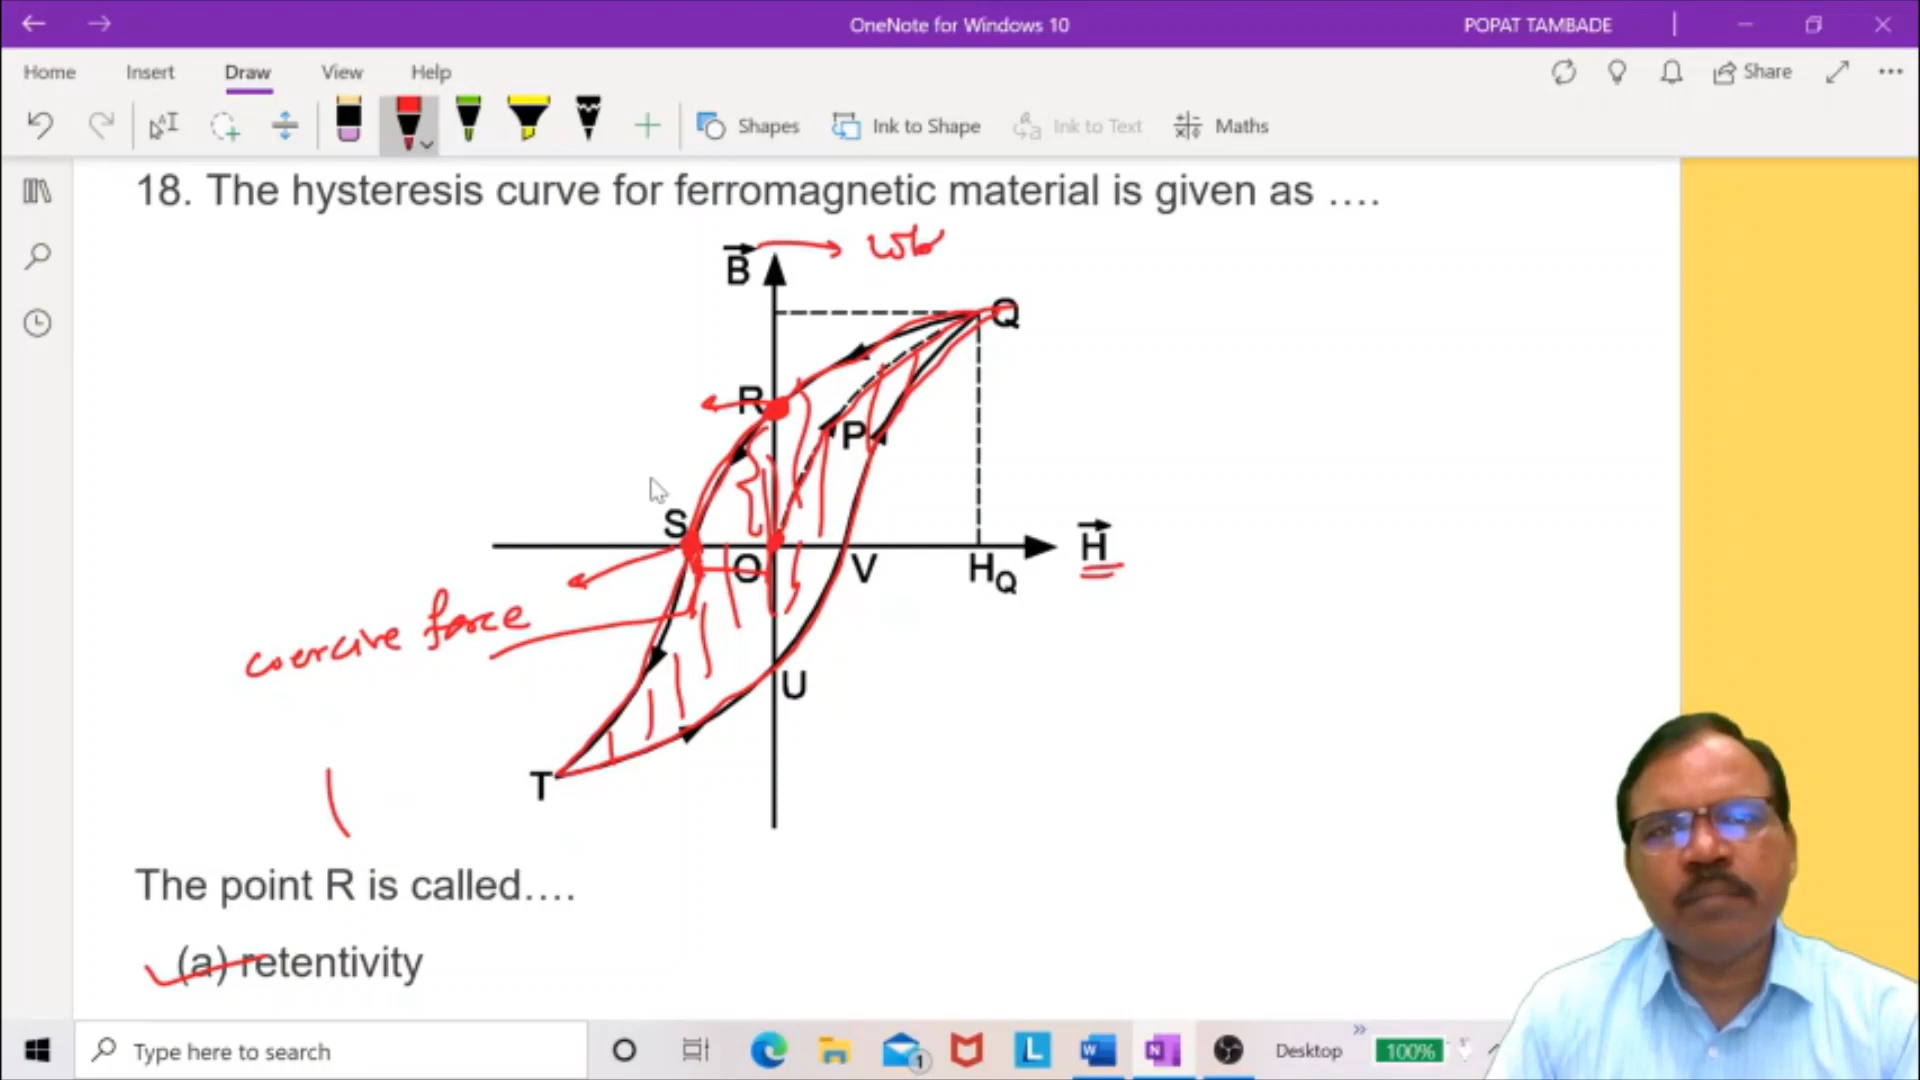 OneNote for Windows 10
POPAT TAMBADE
Home Insert Draw View Help
Share
Shapes Ink to Shape Ink to Text Maths
18. The hysteresis curve for ferromagnetic material is given as ....
B
wb
Q
R
P
S
O V HQ H
coercive force
U
T
The point R is called....
(a) retentivity
Type here to search
1
L
W
N
Desktop
100%